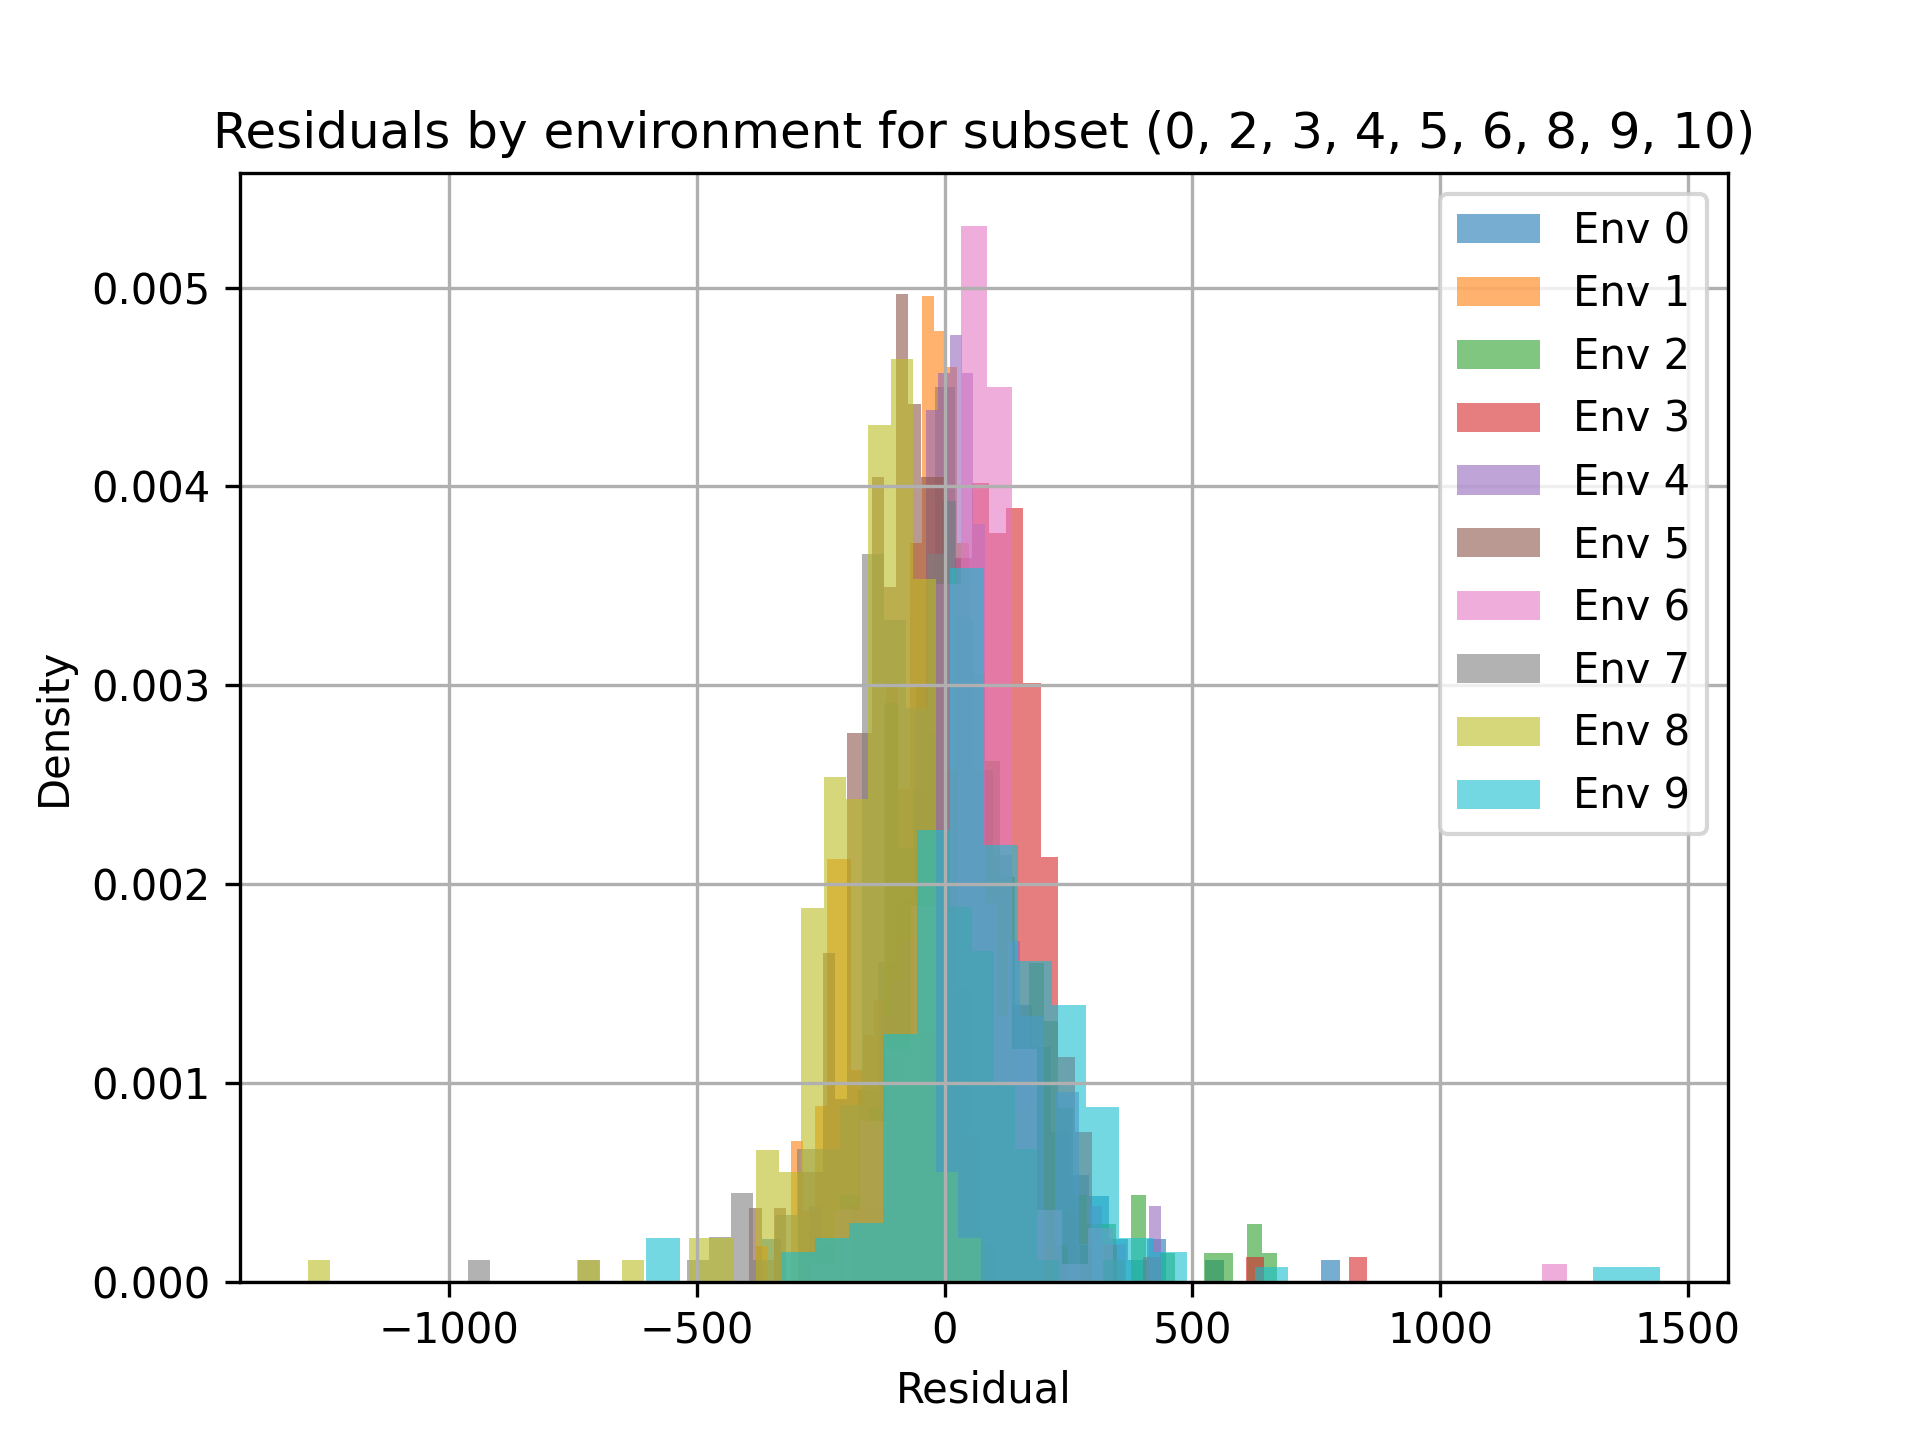 Residuals by environment for subset (0, 2, 3, 4, 5, 6, 8, 9, 10)
Density
0.005
0.004
0.003
0.002
0.001
0.000
−1000
−500
0
500
1000
1500
Residual
Env 0
Env 1
Env 2
Env 3
Env 4
Env 5
Env 6
Env 7
Env 8
Env 9